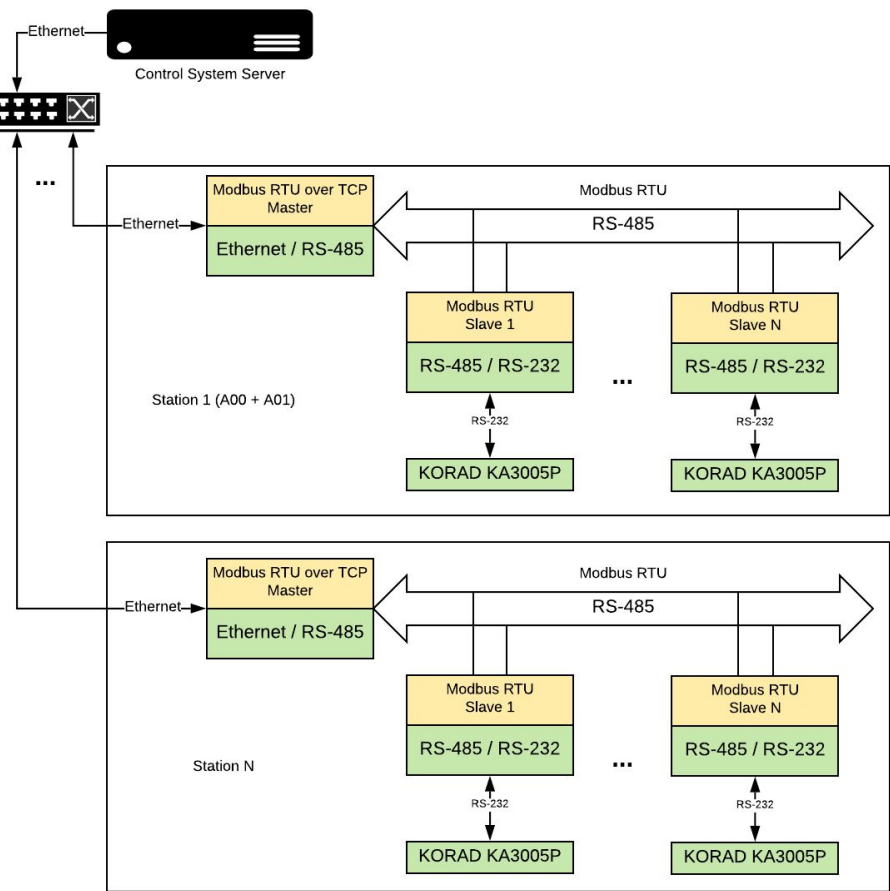 Ethernet
Control System Server
...
Ethernet
Modbus RTU over TCP
Master
Ethernet / RS-485
Modbus RTU
RS-485
Modbus RTU
Slave 1
RS-485 / RS-232
...
Modbus RTU
Slave N
RS-485 / RS-232
Station 1 (A00 + A01)
RS-232
RS-232
KORAD KA3005P
KORAD KA3005P
Ethernet
Modbus RTU over TCP
Master
Ethernet / RS-485
Modbus RTU
RS-485
Modbus RTU
Slave 1
RS-485 / RS-232
...
Modbus RTU
Slave N
RS-485 / RS-232
Station N
RS-232
RS-232
KORAD KA3005P
KORAD KA3005P